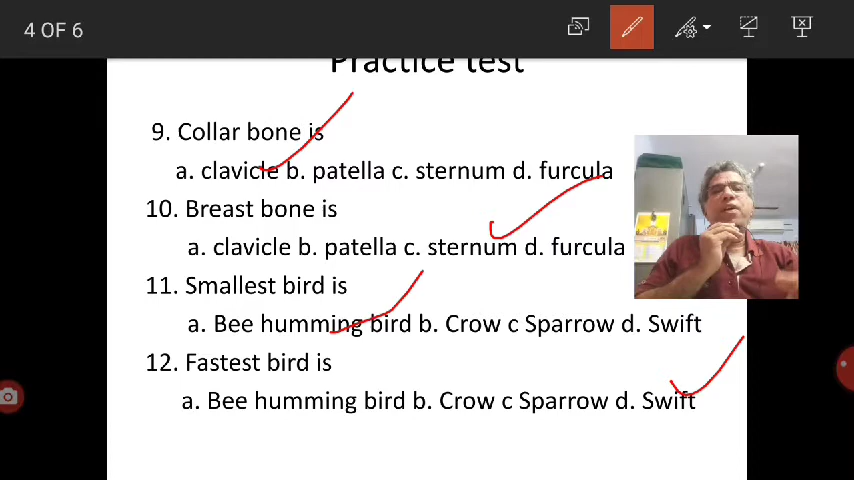 4 OF 6
Practice test
9. Collar bone is
a. clavicle b. patella c. sternum d. furcula
10. Breast bone is
a. clavicle b. patella c. sternum d. furcula
11. Smallest bird is
a. Bee humming bird b. Crow c Sparrow d. Swift
12. Fastest bird is
a. Bee humming bird b. Crow c Sparrow d. Swift